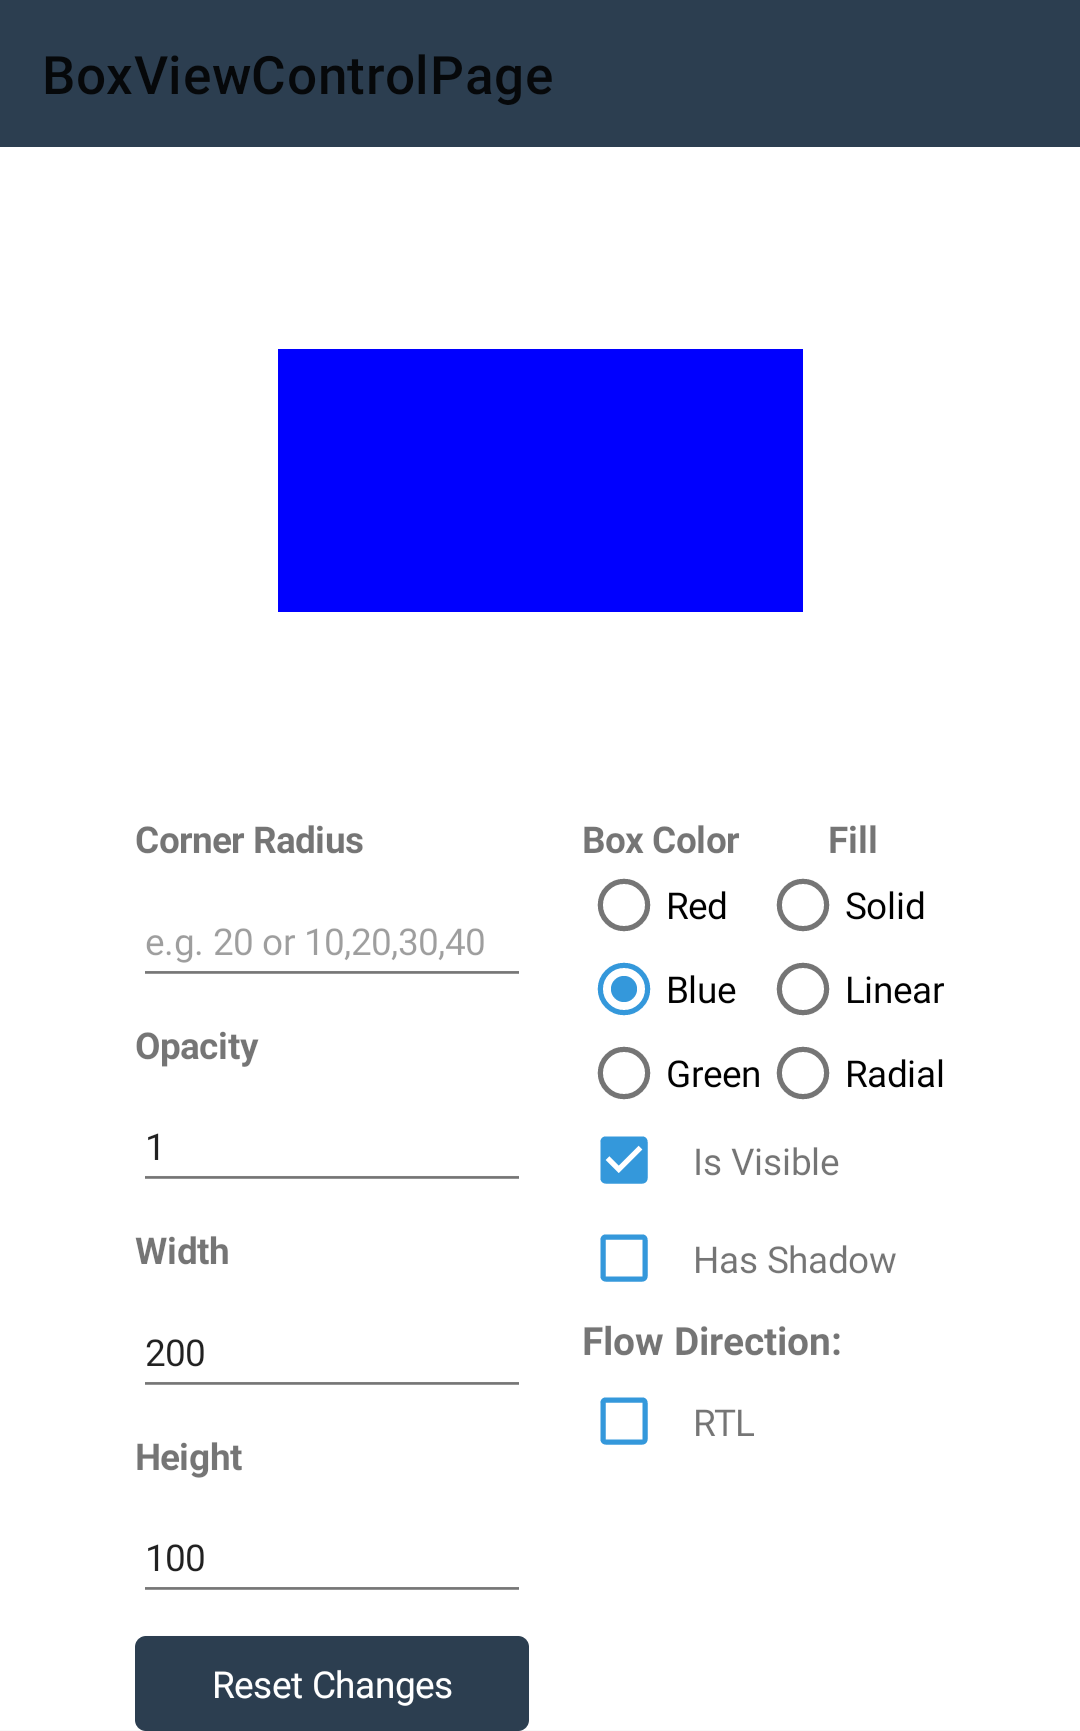 BoxViewControlPage
Corner Radius
e.g. 20 or 10,20,30,40
Opacity
1
Width
200
Height
100
Reset Changes
Box Color
Fill
Red
Solid
Blue
Linear
Green
Radial
Is Visible
Has Shadow
Flow Direction:
RTL